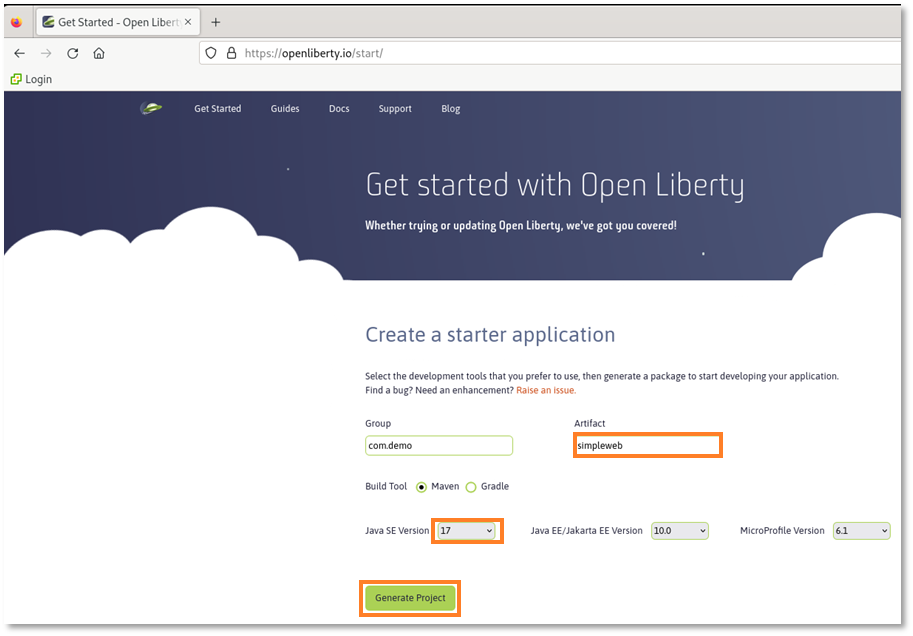 Get Started - Open Libert
https://openliberty.io/start/
Login
Get Started Guides Docs Support Blog
Get started with Open Liberty
Whether trying or updating Open Liberty, we've got you covered!
Create a starter application
Select the development tools that you prefer to use, then generate a package to start developing your application.
Find a bug? Need an enhancement? Raise an issue.
Group Artifact
com.demo simpleweb
Build Tool Maven Gradle
Java SE Version 17 Java EE/Jakarta EE Version 10.0 MicroProfile Version 6.1
Generate Project